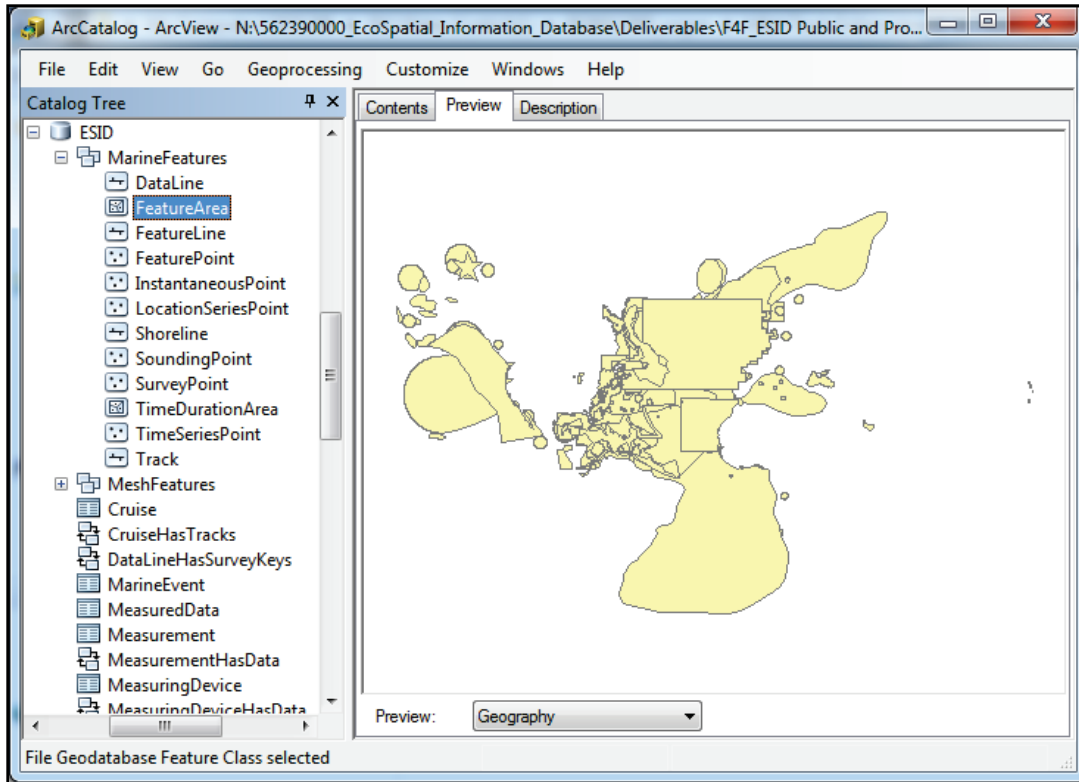 ArcCatalog - ArcView - N:\562390000_EcoSpatial_Information_Database\Deliverables\F4F_ESID Public and Pro...
File Edit View Go Geoprocessing Customize Windows Help
Catalog Tree
Contents Preview Description
ESID
MarineFeatures
DataLine
FeatureArea
FeatureLine
FeaturePoint
InstantaneousPoint
LocationSeriesPoint
Shoreline
SoundingPoint
SurveyPoint
TimeDurationArea
TimeSeriesPoint
Track
MeshFeatures
Cruise
CruiseHasTracks
DataLineHasSurveyKeys
MarineEvent
MeasuredData
Measurement
MeasurementHasData
MeasuringDevice
MeasuringDeviceHasData
Preview: Geography
File Geodatabase Feature Class selected